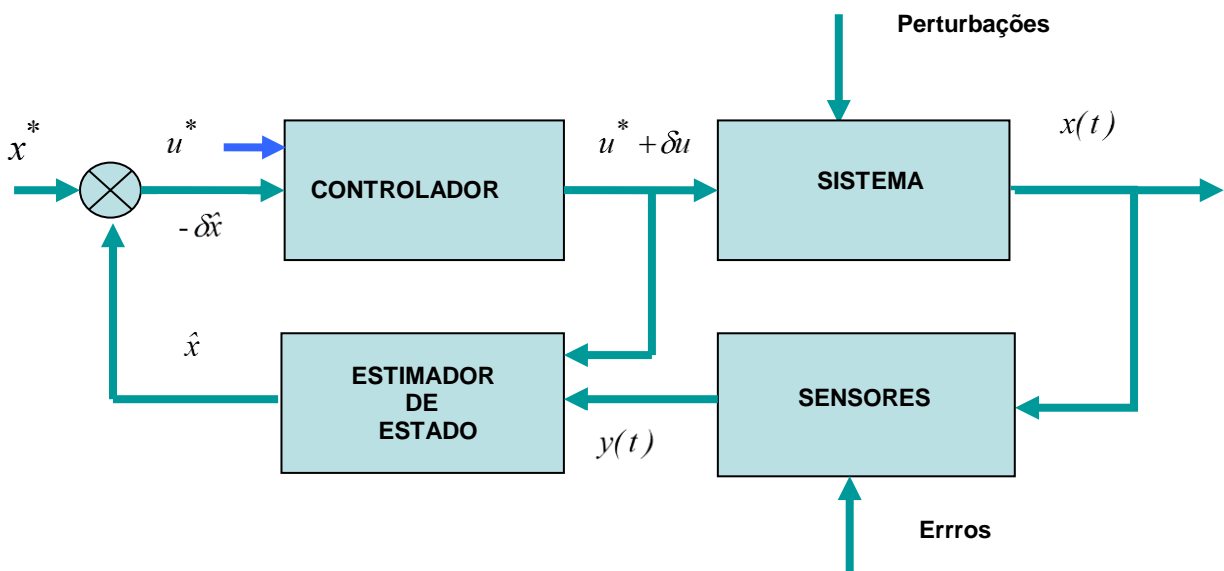 Perturbações
x*
u*
CONTROLADOR
u* + δu
SISTEMA
x(t)
- δx̂
x̂
ESTIMADOR
DE
ESTADO
y(t)
SENSORES
Errros